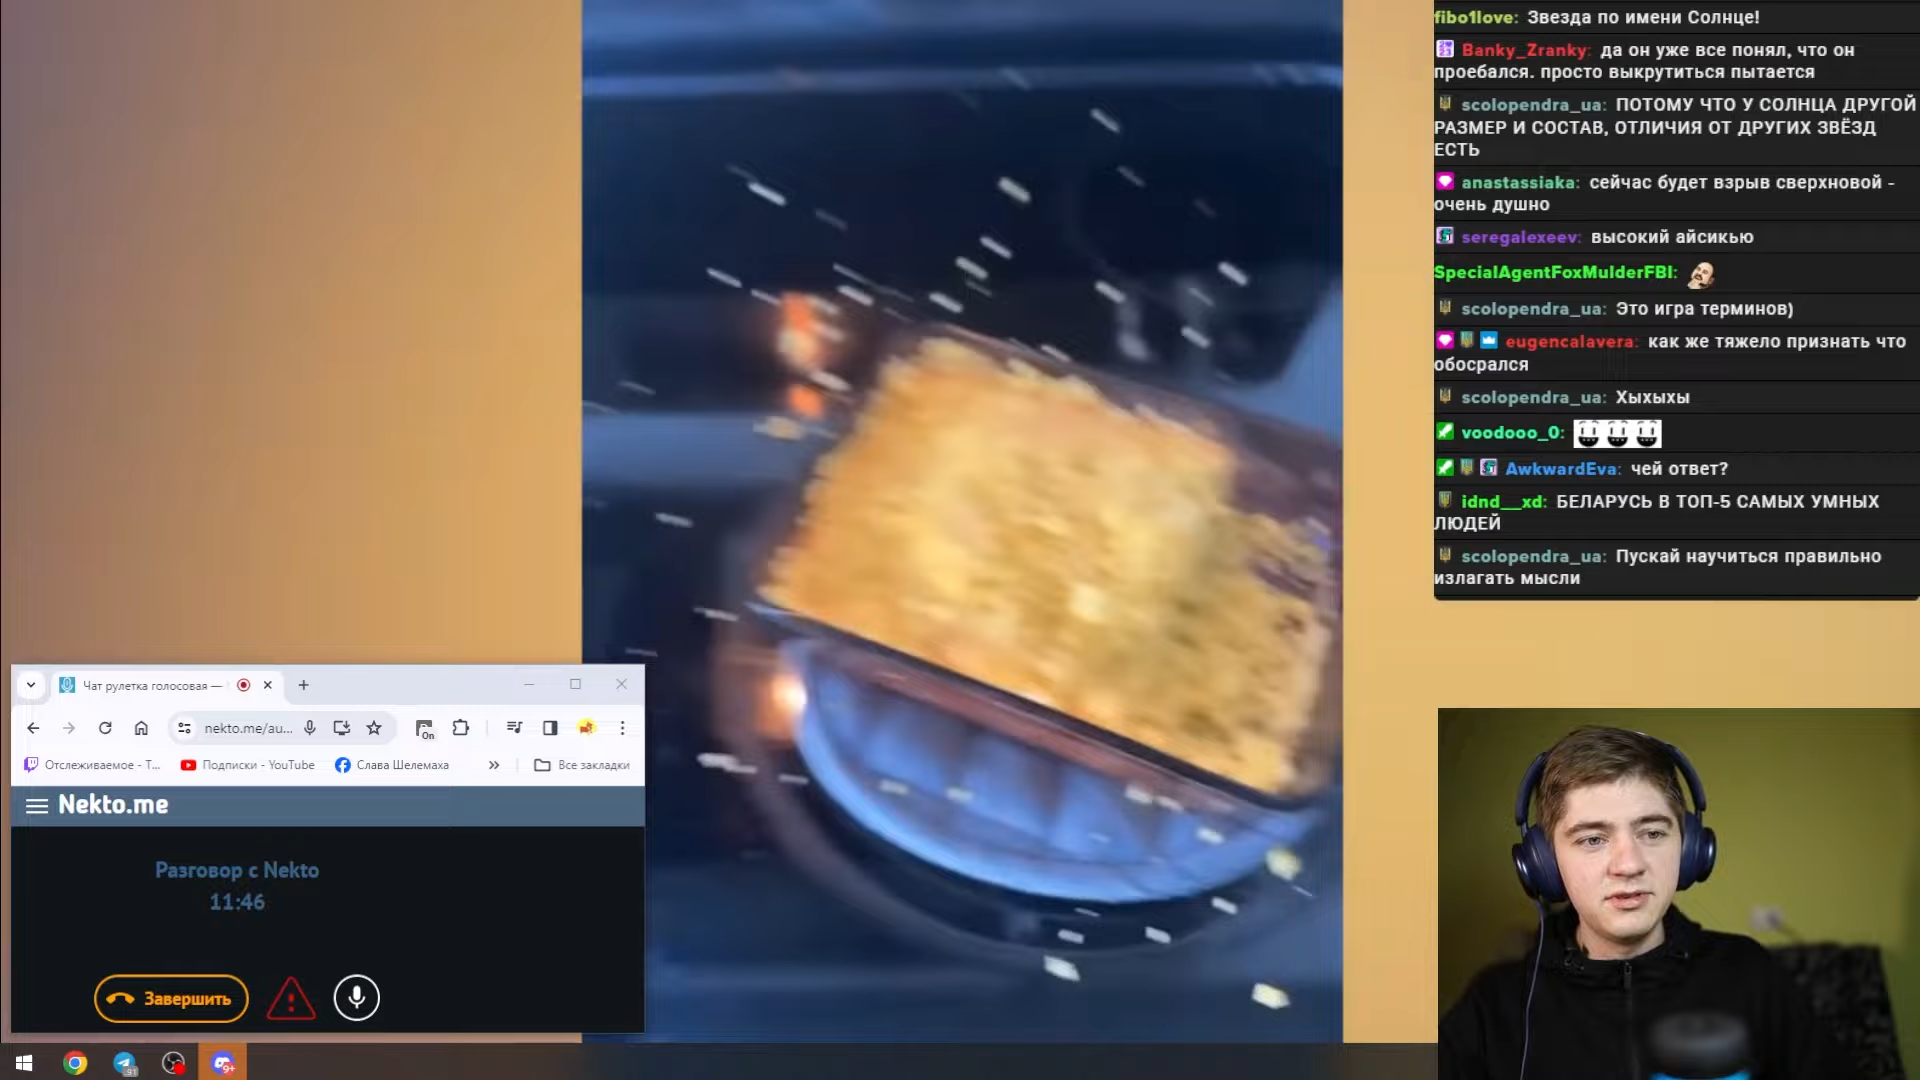 fibo1love: Звезда по имени Солнце!
Banky_Zranky: да он уже все понял, что он
проебался. просто выкрутиться пытается
scolopendra_ua: ПОТОМУ ЧТО У СОЛНЦА ДРУГОЙ
РАЗМЕР И СОСТАВ, ОТЛИЧИЯ ОТ ДРУГИХ ЗВЁЗД
ЕСТЬ
anastassiaka: сейчас будет взрыв сверхновой -
очень душно
seregalexeev: высокий айсикью
SpecialAgentFoxMulderFBI:
scolopendra_ua: Это игра терминов)
eugencalavera: как же тяжело признать что
обосрался
scolopendra_ua: Хыхыхы
voodooo_0:
AwkwardEva: чей ответ?
idnd__xd: БЕЛАРУСЬ В ТОП-5 САМЫХ УМНЫХ
ЛЮДЕЙ
scolopendra_ua: Пускай научиться правильно
излагать мысли
Чат рулетка голосовая —
nekto.me/au...
On
Отслеживаемое - T...
Подписки - YouTube
Слава Шелемаха
Все закладки
Nekto.me
Разговор с Nekto
11:46
Завершить
91
9+